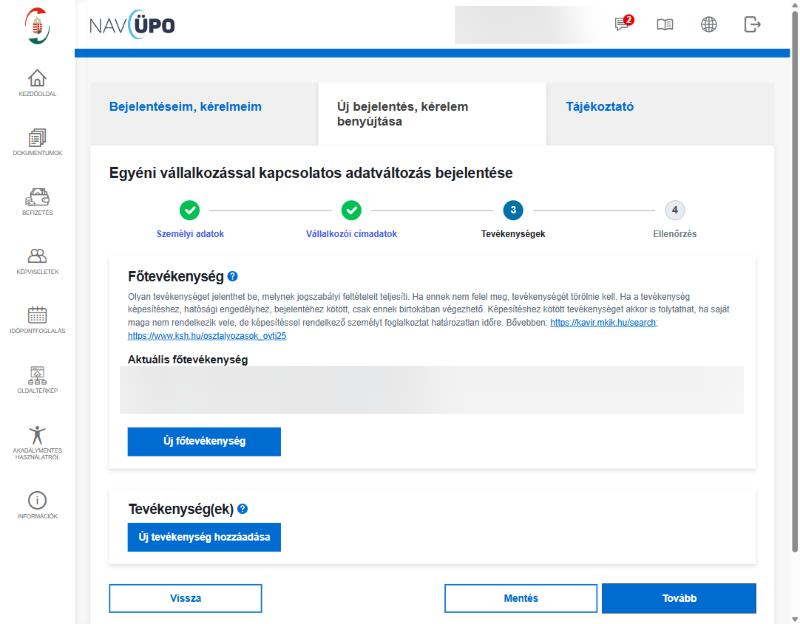 NAV ÜPO
2
KEZDŐOLDAL
DOKUMENTUMOK
BEFIZETÉS
KÉPVISELETEK
IDŐPONTFOGLALÁS
OLDALTÉRKÉP
AKADÁLYMENTES
HASZNÁLATRÓL
INFORMÁCIÓK
Bejelentéseim, kérelmeim
Új bejelentés, kérelem
benyújtása
Tájékoztató
Egyéni vállalkozással kapcsolatos adatváltozás bejelentése
3
4
Személyi adatok
Vállalkozói címadatok
Tevékenységek
Ellenőrzés
Főtevékenység ?
Olyan tevékenységet jelenthet be, melynek jogszabályi feltételeit teljesíti. Ha ennek nem felel meg, tevékenységét törölnie kell. Ha a tevékenység
képesítéshez, hatósági engedélyhez, bejelentéhez kötött, csak ennek birtokában végezhető. Képesítéshez kötött tevékenységet akkor is folytathat, ha saját
maga nem rendelkezik vele, de képesítéssel rendelkező személyt foglalkoztat határozatlan időre. Bővebben: https://kavir.mkik.hu/search;
https://www.ksh.hu/osztalyozasok_ovtj25
Aktuális főtevékenység
Új főtevékenység
Tevékenység(ek) ?
Új tevékenység hozzáadása
Vissza
Mentés
Tovább